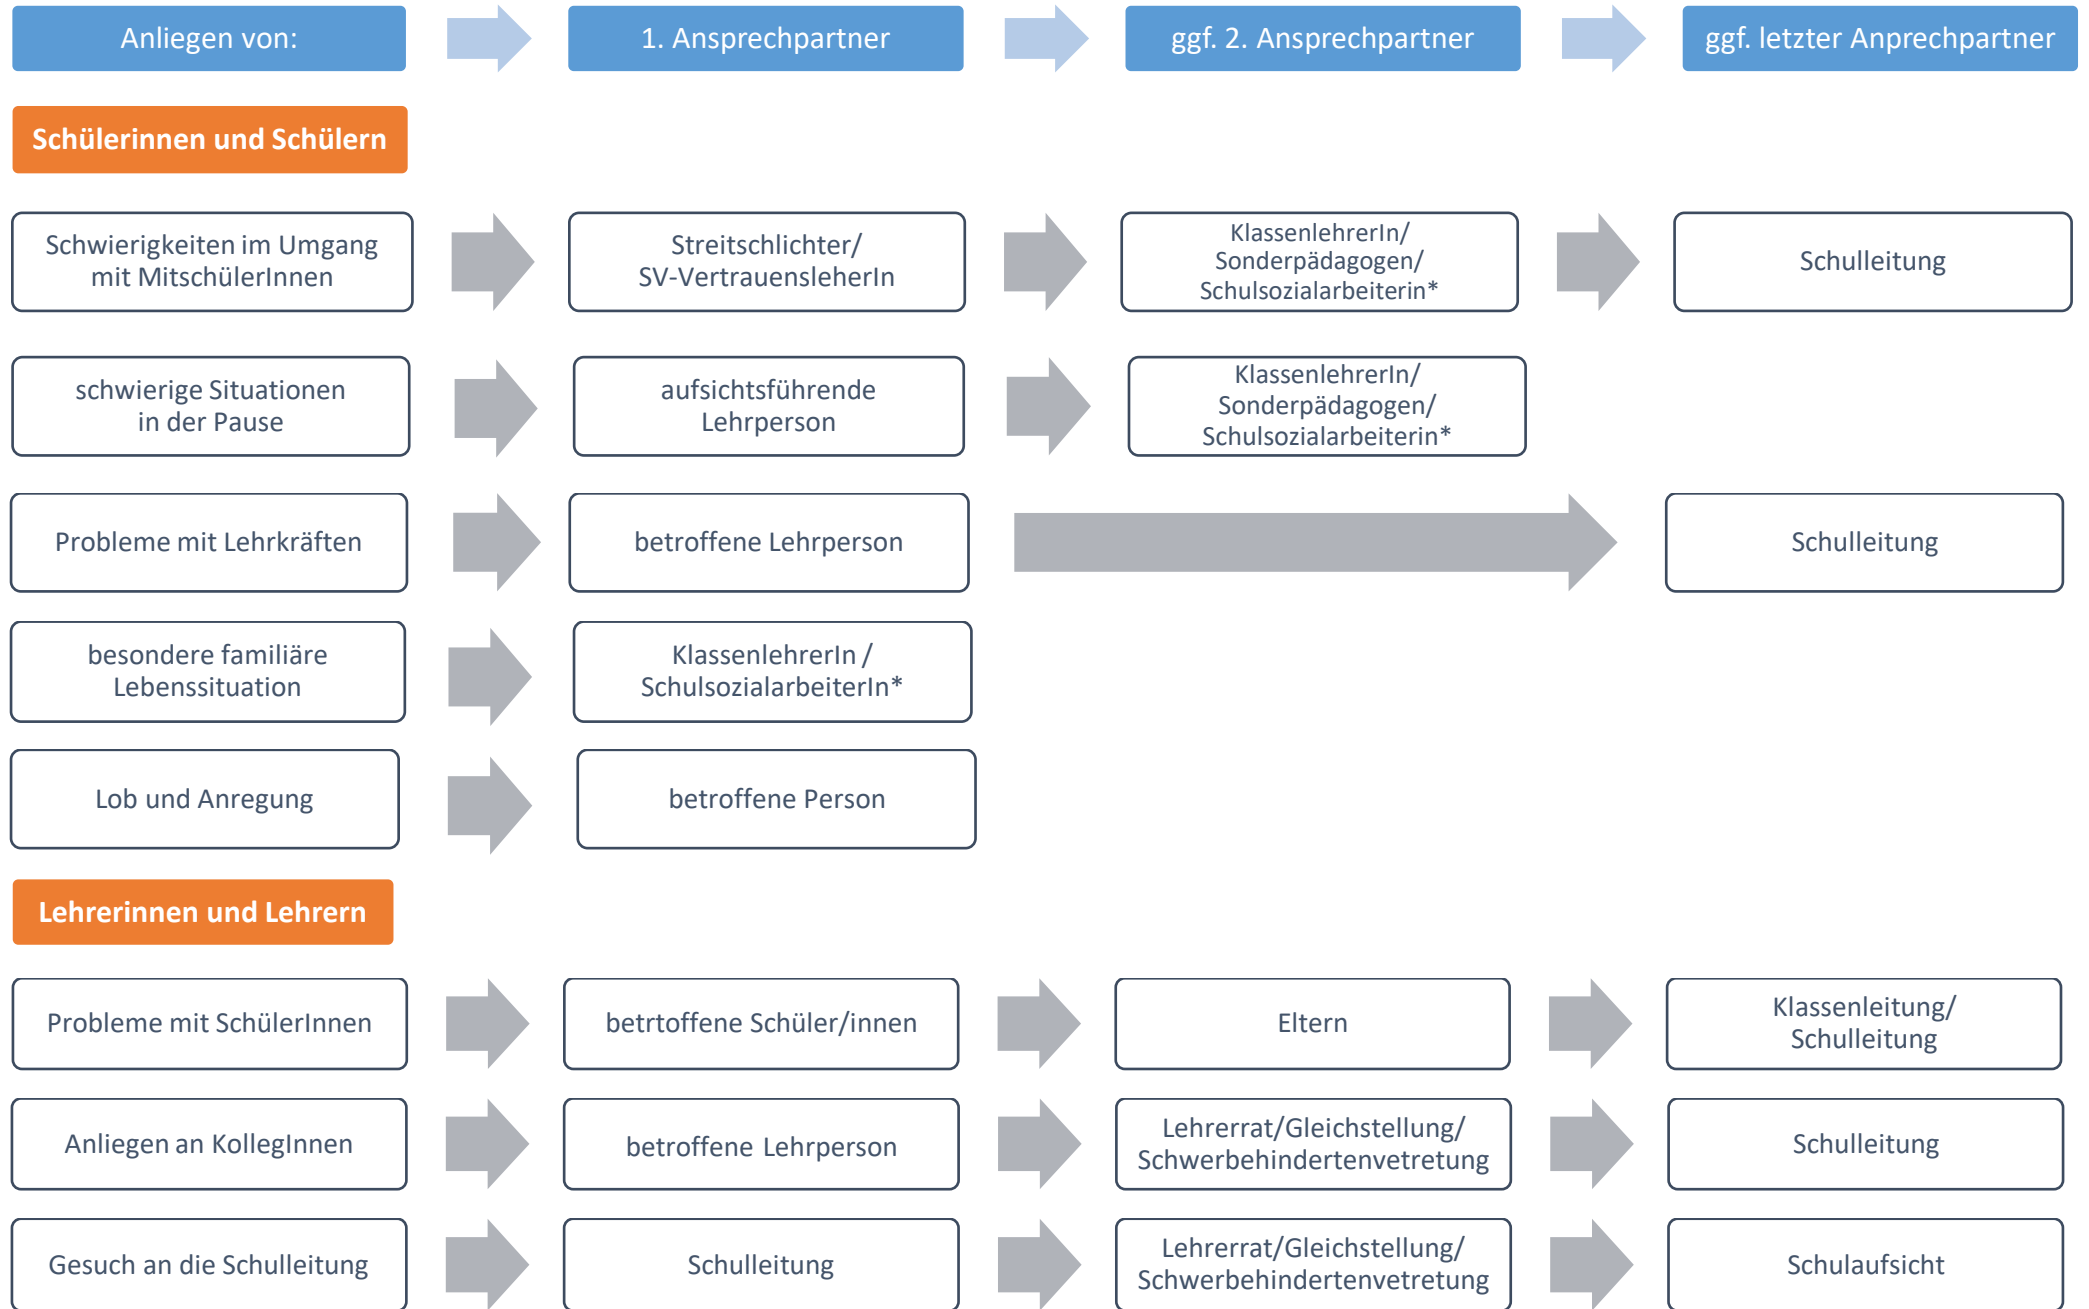 Anliegen von:
1. Ansprechpartner
ggf. 2. Ansprechpartner
ggf. letzter Anprechpartner
Schülerinnen und Schülern
Schwierigkeiten im Umgang
mit MitschülerInnen
Streitschlichter/
SV-VertrauensleherIn
KlassenlehrerIn/
Sonderpädagogen/
Schulsozialarbeiterin*
Schulleitung
schwierige Situationen
in der Pause
aufsichtsführende
Lehrperson
KlassenlehrerIn/
Sonderpädagogen/
Schulsozialarbeiterin*
Probleme mit Lehrkräften
betroffene Lehrperson
Schulleitung
besondere familiäre
Lebenssituation
KlassenlehrerIn /
SchulsozialarbeiterIn*
Lob und Anregung
betroffene Person
Lehrerinnen und Lehrern
Probleme mit SchülerInnen
betrtoffene Schüler/innen
Eltern
Klassenleitung/
Schulleitung
Anliegen an KollegInnen
betroffene Lehrperson
Lehrerrat/Gleichstellung/
Schwerbehindertenvetretung
Schulleitung
Gesuch an die Schulleitung
Schulleitung
Lehrerrat/Gleichstellung/
Schwerbehindertenvetretung
Schulaufsicht